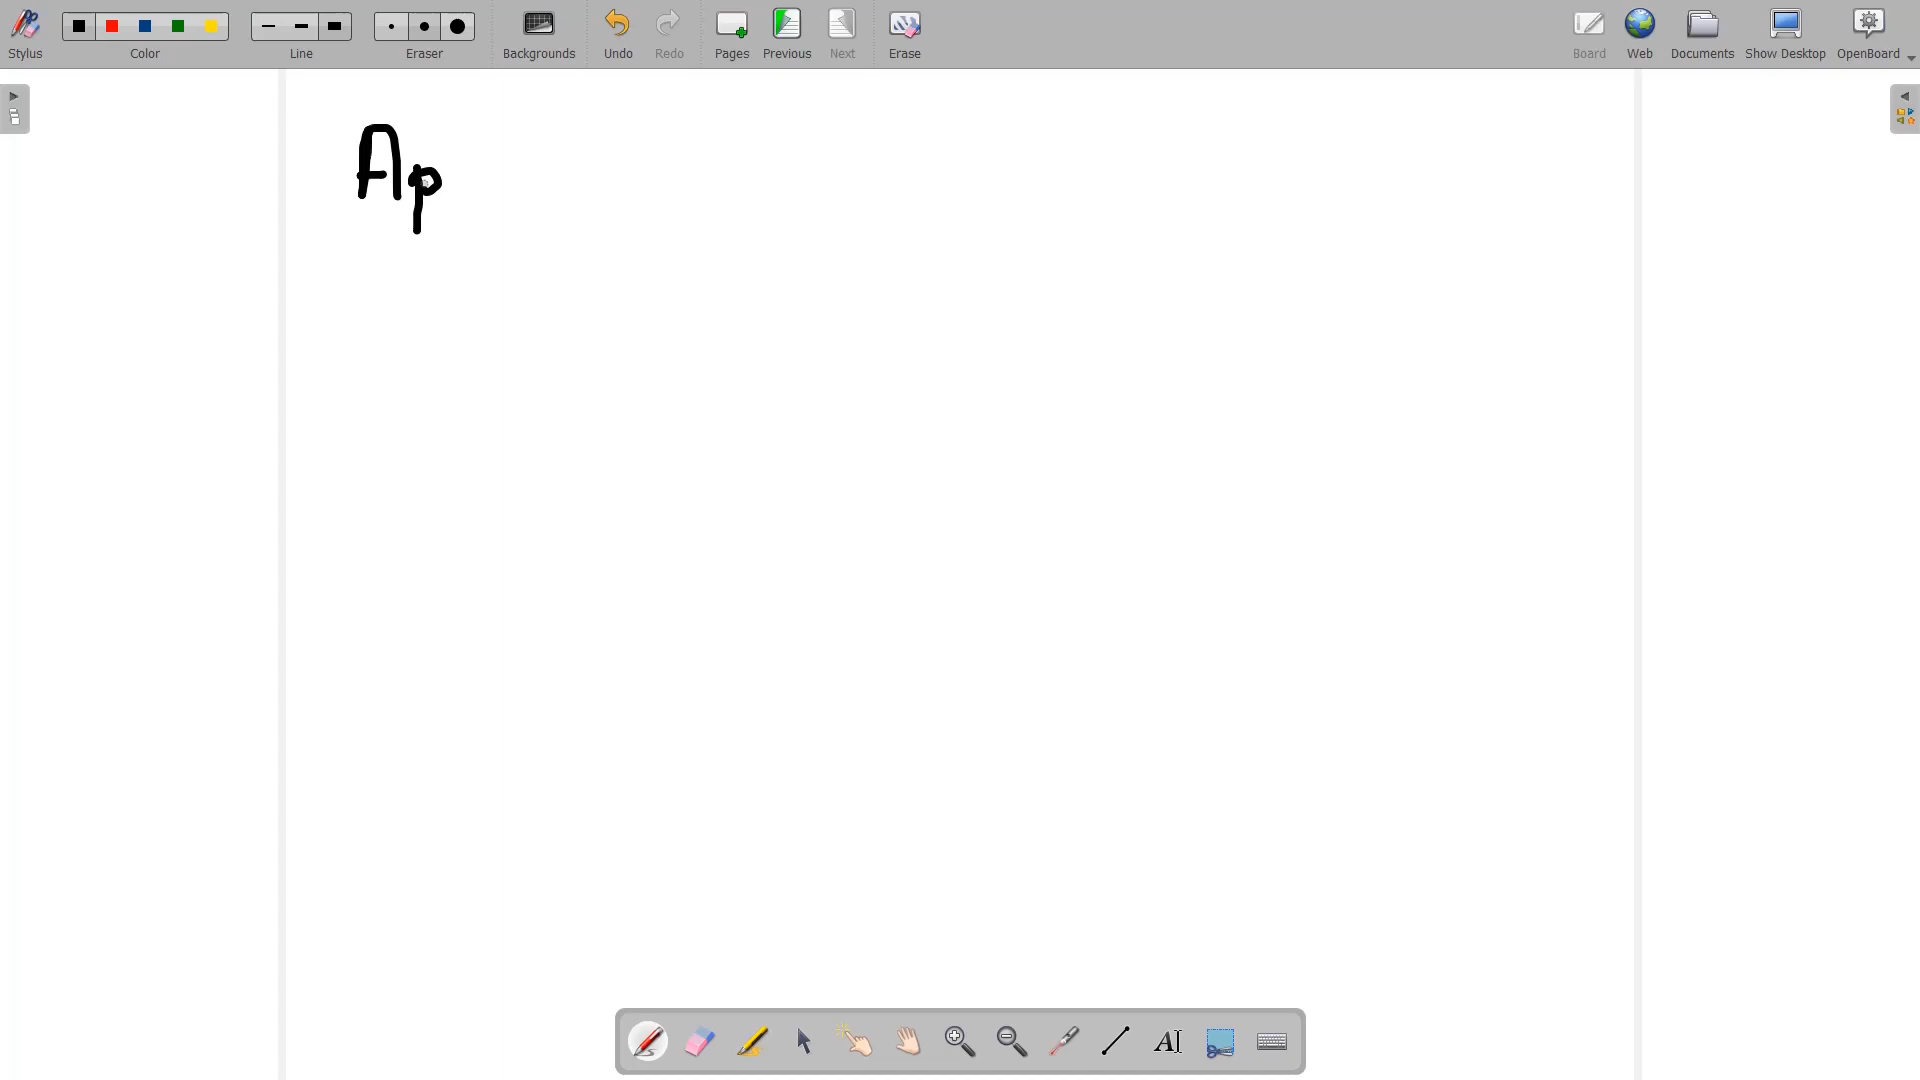 Stylus Color Line Eraser Backgrounds Undo Redo Pages Previous Next Erase Board Web Documents Show Desktop OpenBoard
Ap
A